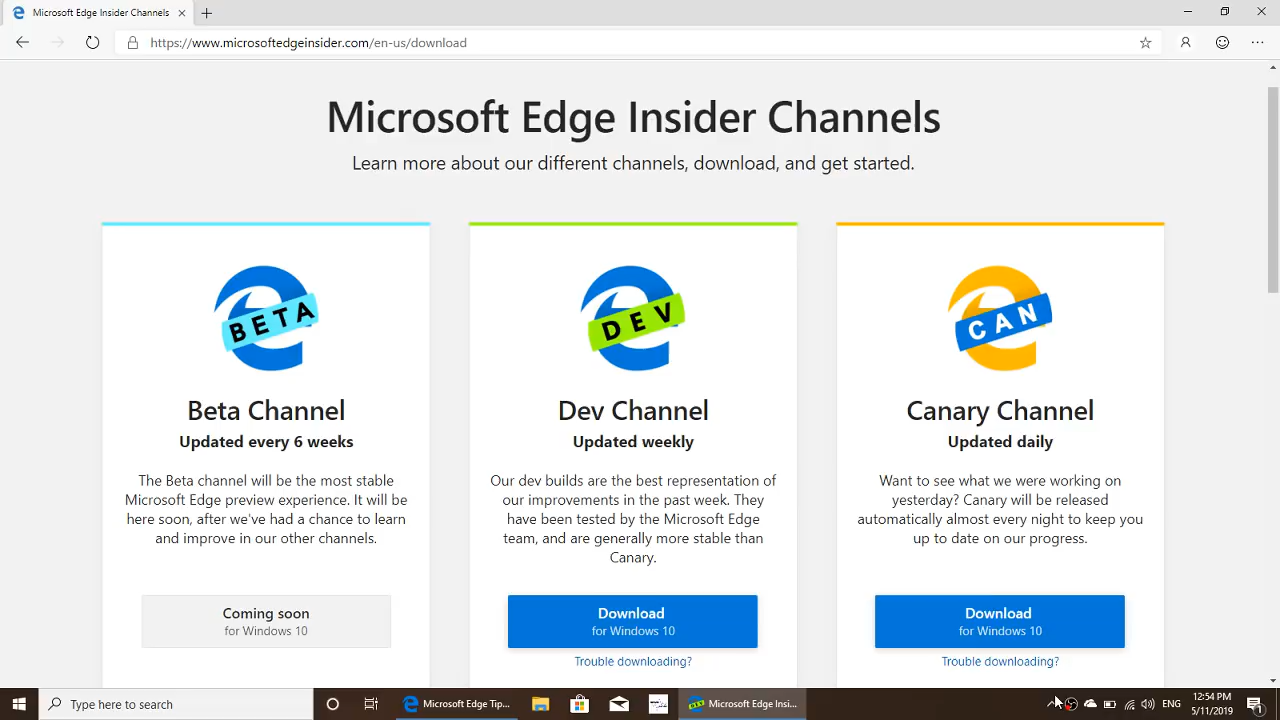 Microsoft Edge Insider Channels
https://www.microsoftedgeinsider.com/en-us/download
Microsoft Edge Insider Channels
Learn more about our different channels, download, and get started.
BETA
Beta Channel
Updated every 6 weeks
The Beta channel will be the most stable
Microsoft Edge preview experience. It will be
here soon, after we've had a chance to learn
and improve in our other channels.
Coming soon
for Windows 10
DEV
Dev Channel
Updated weekly
Our dev builds are the best representation of
our improvements in the past week. They
have been tested by the Microsoft Edge
team, and are generally more stable than
Canary.
Download
for Windows 10
Trouble downloading?
CAN
Canary Channel
Updated daily
Want to see what we were working on
yesterday? Canary will be released
automatically almost every night to keep you
up to date on our progress.
Download
for Windows 10
Trouble downloading?
Type here to search
Microsoft Edge Tip...
DEV
Microsoft Edge Insi...
ENG
12:54 PM
5/11/2019
1